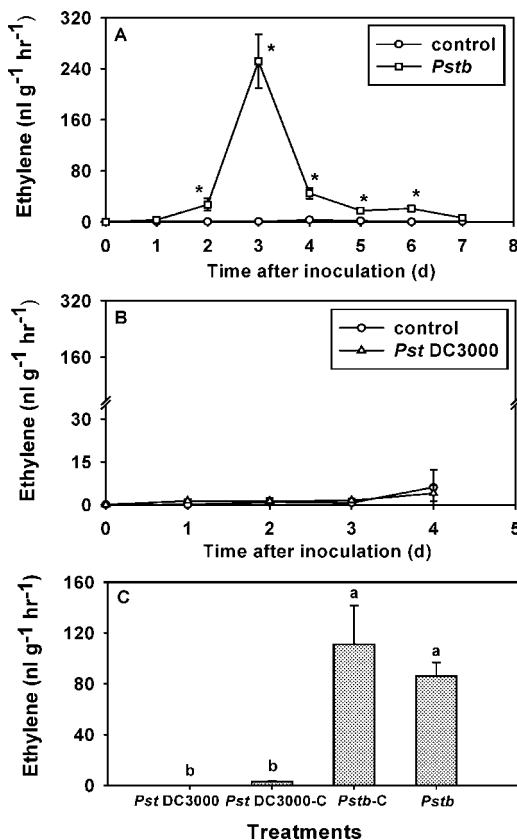 A
control
Pstb
Ethylene (nl g⁻¹ hr⁻¹)
320
240
160
80
0
*
*
*
*
*
0 1 2 3 4 5 6 7 8
Time after inoculation (d)
B
control
Pst DC3000
Ethylene (nl g⁻¹ hr⁻¹)
320
160
30
15
0
0 1 2 3 4 5
Time after inoculation (d)
C
Ethylene (nl g⁻¹ hr⁻¹)
160
120
80
40
0
b b a a
Pst DC3000 Pst DC3000-C Pstb-C Pstb
Treatments